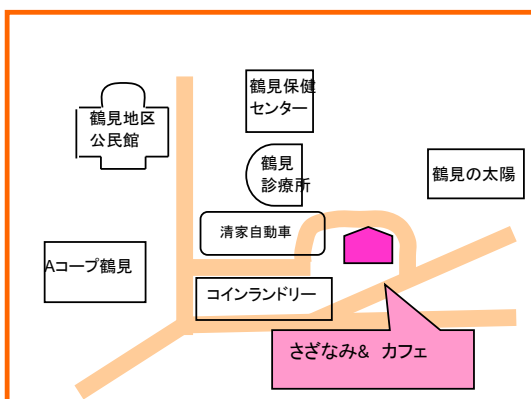 鶴見保健
センター
鶴見地区
公民館
鶴見
診療所
鶴見の太陽
清家自動車
Aコープ鶴見
コインランドリー
さざなみ& カフェ